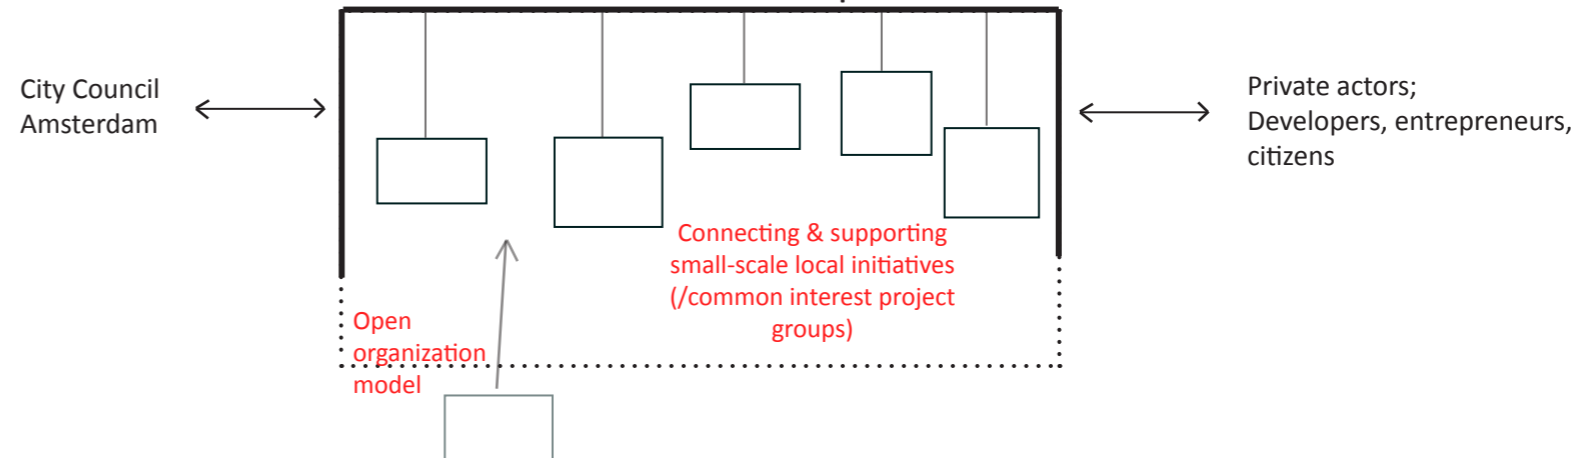 City Council
Amsterdam
Private actors;
Developers, entrepreneurs,
citizens
Connecting & supporting
small-scale local initiatives
(/common interest project
groups)
Open
organization
model